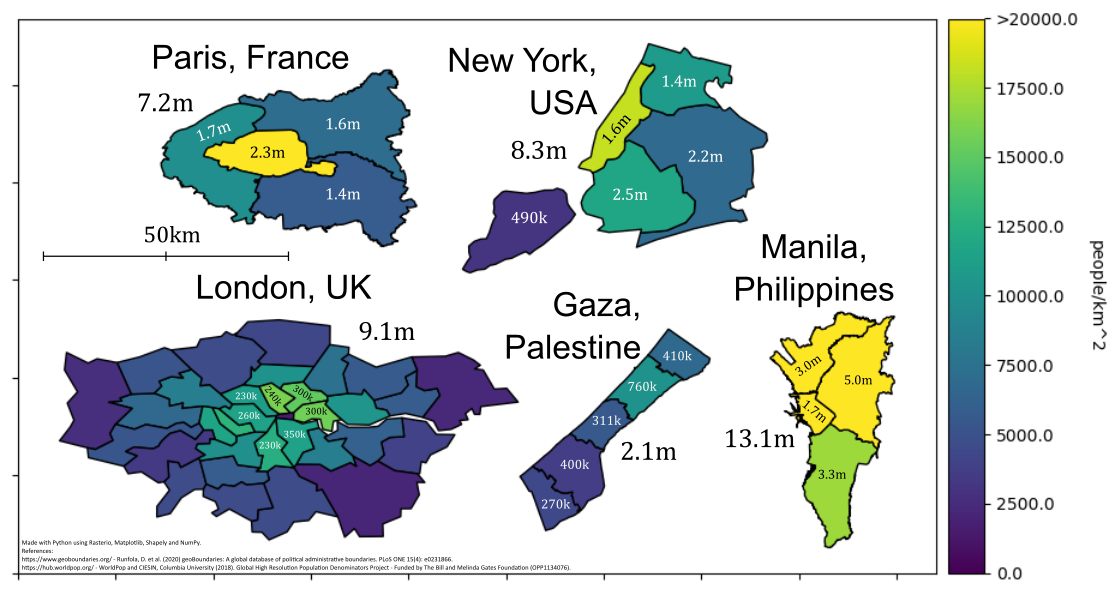 Paris, France
7.2m
1.7m
1.6m
2.3m
1.4m
50km
New York,
USA
8.3m
1.4m
1.6m
2.2m
2.5m
490k
London, UK
9.1m
230k
240k
300k
300k
260k
350k
230k
Gaza,
Palestine
410k
760k
311k
2.1m
400k
270k
Manila,
Philippines
3.0m
5.0m
1.7m
13.1m
3.3m
>20000.0
17500.0
15000.0
12500.0
10000.0
7500.0
5000.0
2500.0
0.0
people/km^2
Made with Python using Rasterio, Matplotlib, Shapely and NumPy.
References:
https://www.geoboundaries.org/ - Runfola, D. et al. (2020) geoBoundaries: A global database of political administrative boundaries. PLoS ONE 15(4): e0231866.
https://hub.worldpop.org/ - WorldPop and CIESIN, Columbia University (2018). Global High Resolution Population Denominators Project - Funded by The Bill and Melinda Gates Foundation (OPP1134076).